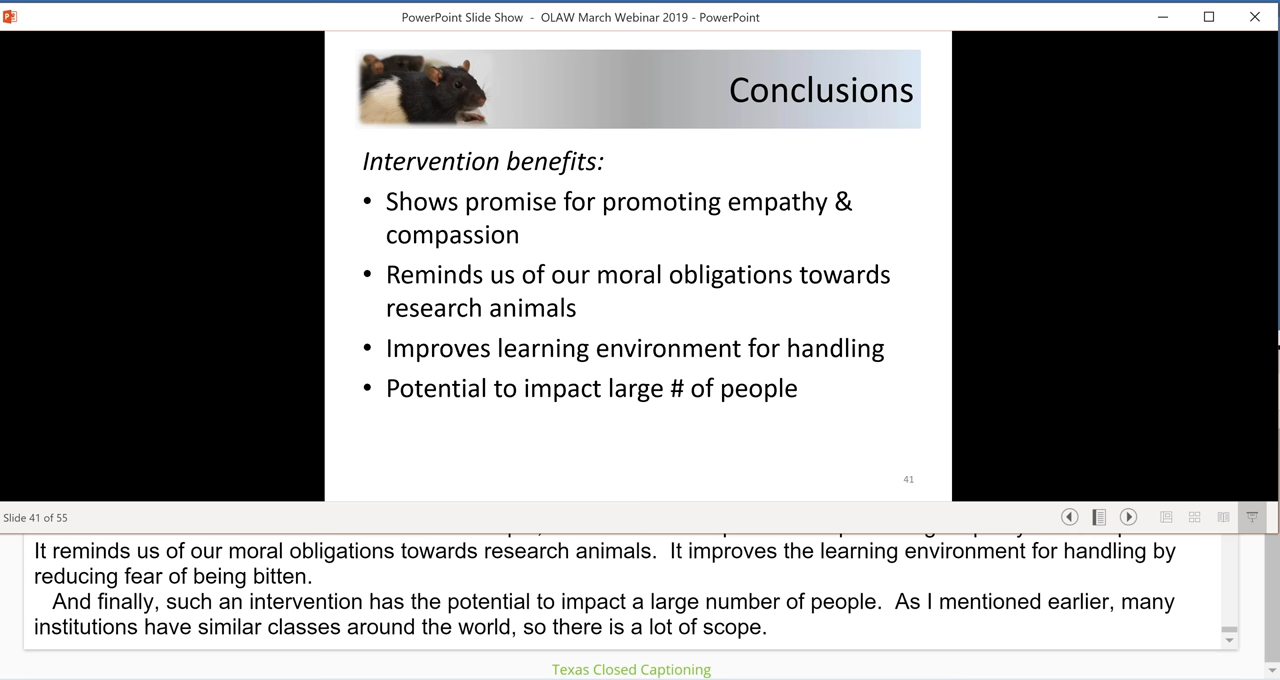 PowerPoint Slide Show - OLAW March Webinar 2019 - PowerPoint
Conclusions
Intervention benefits:
• Shows promise for promoting empathy &
compassion
• Reminds us of our moral obligations towards
research animals
• Improves learning environment for handling
• Potential to impact large # of people
41
Slide 41 of 55
It reminds us of our moral obligations towards research animals.  It improves the learning environment for handling by
reducing fear of being bitten.
And finally, such an intervention has the potential to impact a large number of people.  As I mentioned earlier, many
institutions have similar classes around the world, so there is a lot of scope.
Texas Closed Captioning